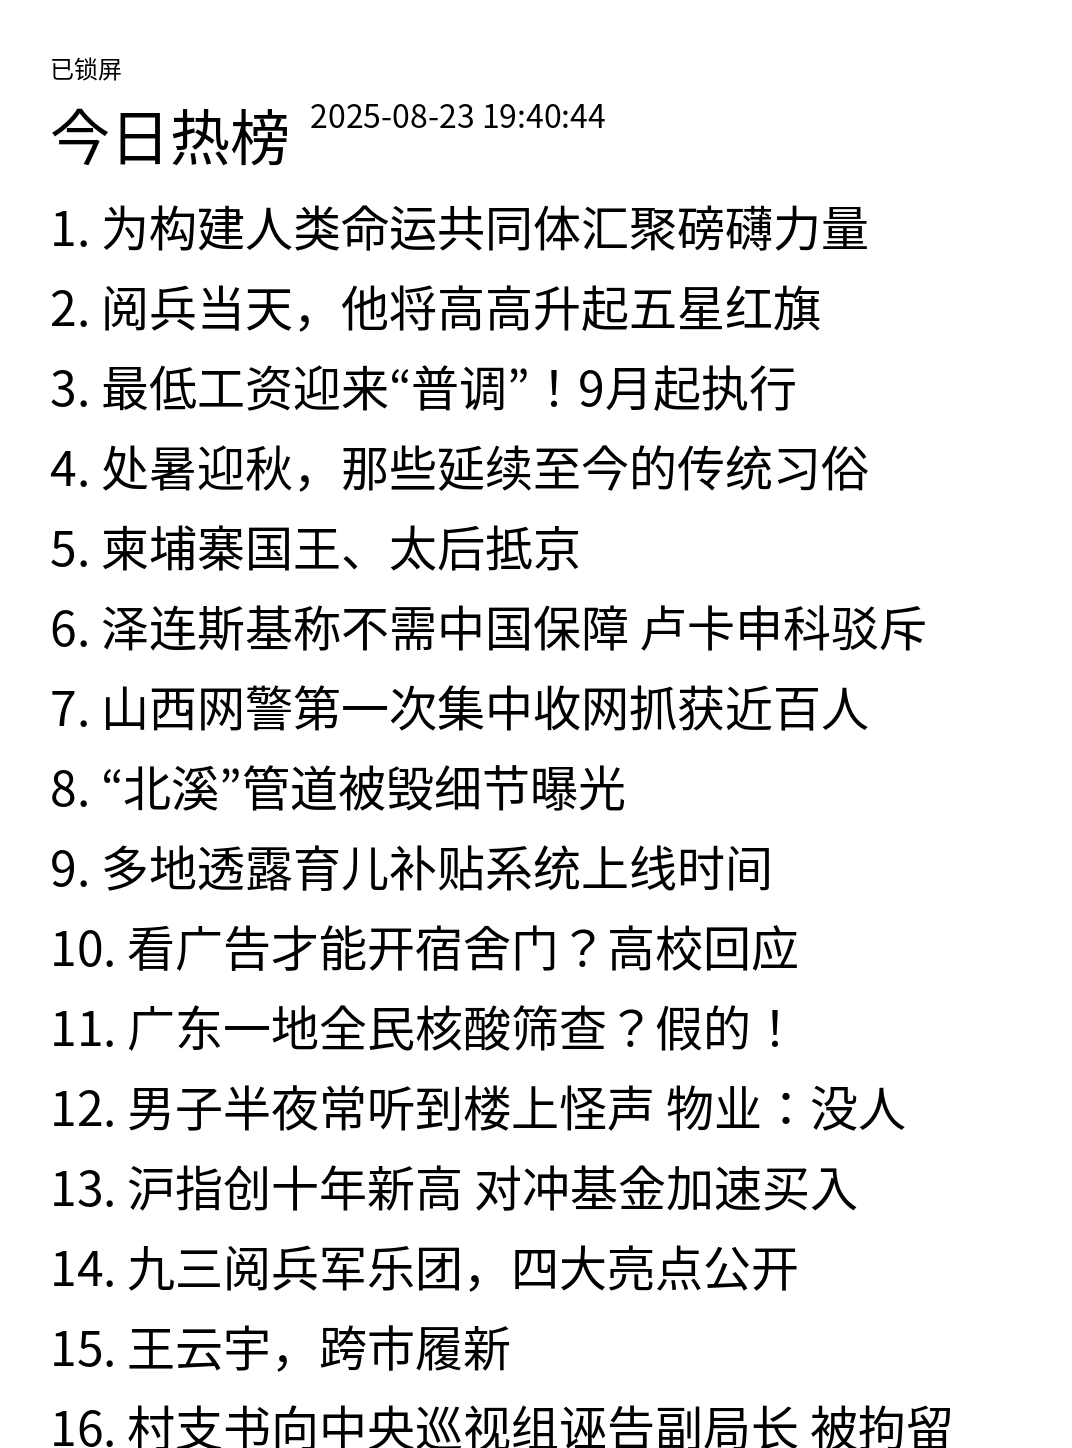 已锁屏
今日热榜 2025-08-23 19:40:44
1. 为构建人类命运共同体汇聚磅礴力量
2. 阅兵当天，他将高高升起五星红旗
3. 最低工资迎来“普调”！9月起执行
4. 处暑迎秋，那些延续至今的传统习俗
5. 柬埔寨国王、太后抵京
6. 泽连斯基称不需中国保障 卢卡申科驳斥
7. 山西网警第一次集中收网抓获近百人
8. “北溪”管道被毁细节曝光
9. 多地透露育儿补贴系统上线时间
10. 看广告才能开宿舍门？高校回应
11. 广东一地全民核酸筛查？假的！
12. 男子半夜常听到楼上怪声 物业：没人
13. 沪指创十年新高 对冲基金加速买入
14. 九三阅兵军乐团，四大亮点公开
15. 王云宇，跨市履新
16. 村支书向中央巡视组诬告副局长 被拘留